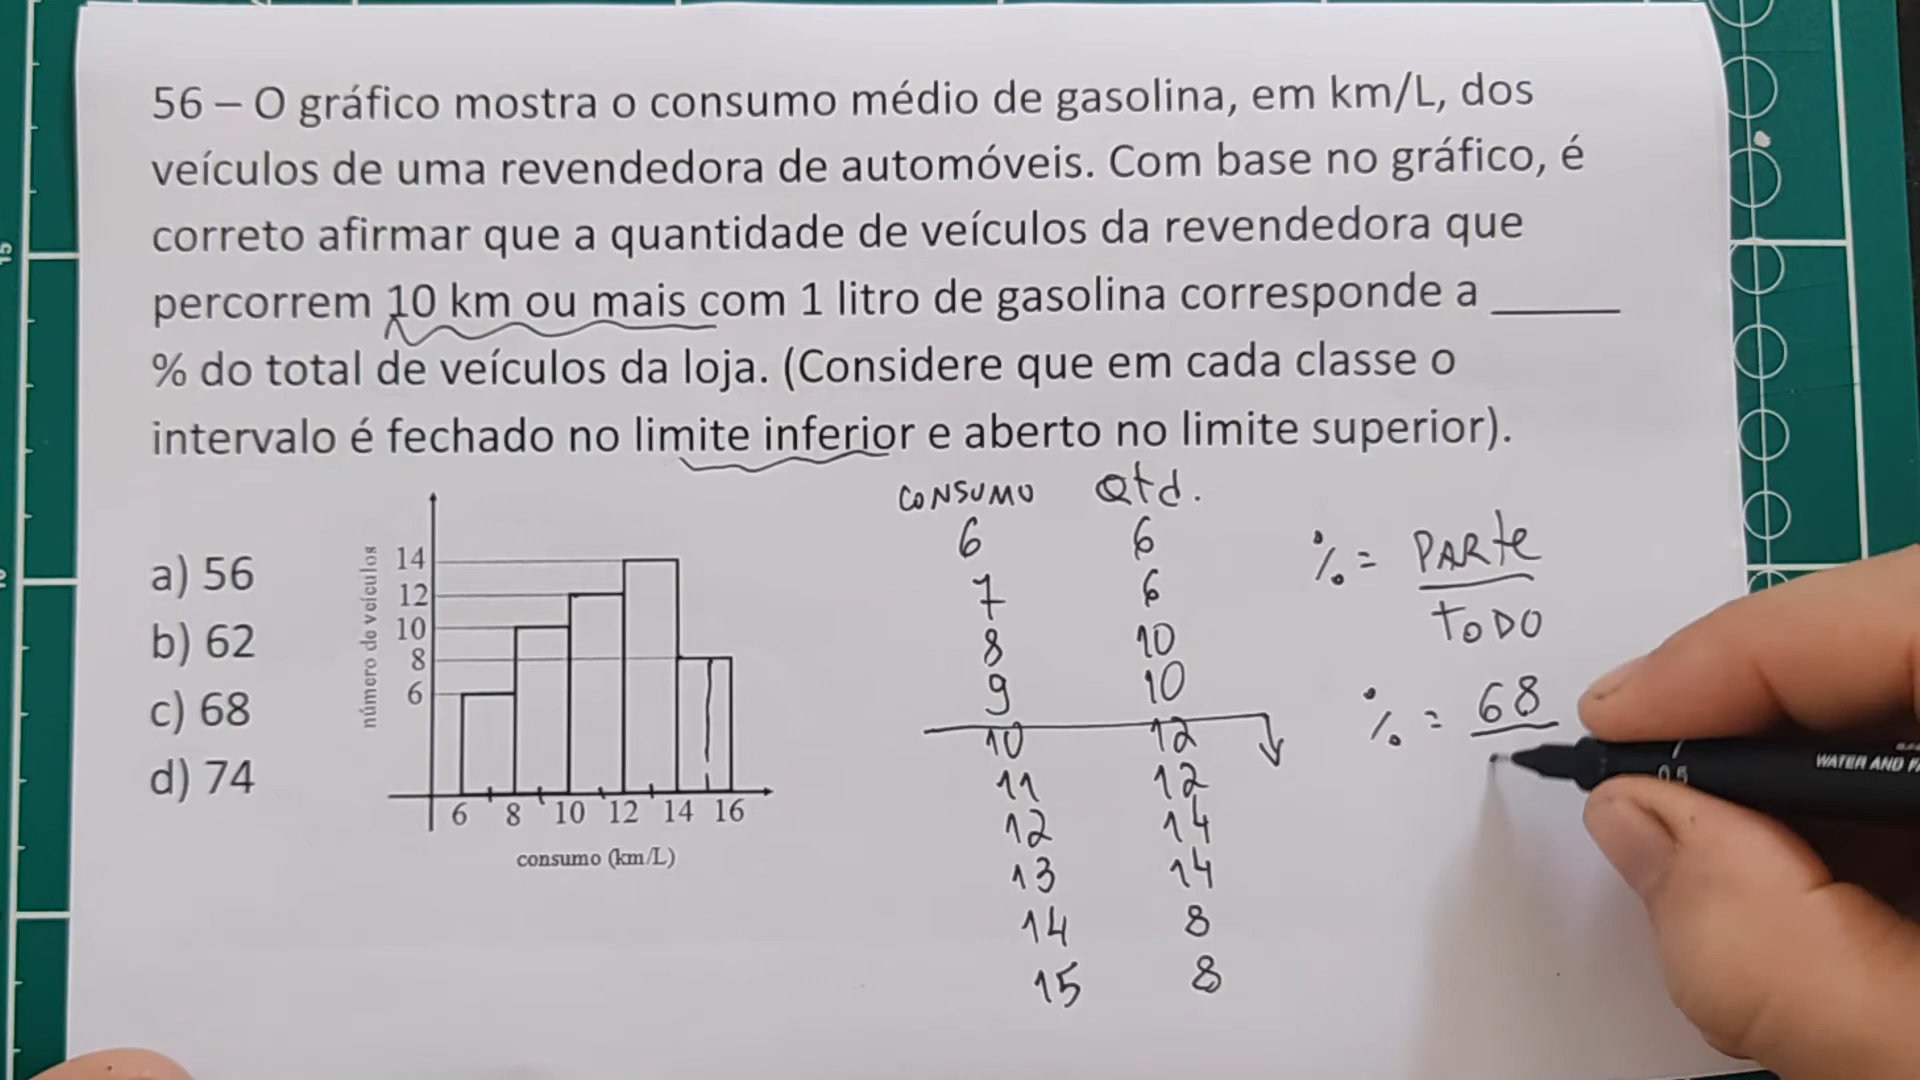 56 – O gráfico mostra o consumo médio de gasolina, em km/L, dos
veículos de uma revendedora de automóveis. Com base no gráfico, é
correto afirmar que a quantidade de veículos da revendedora que
percorrem 10 km ou mais com 1 litro de gasolina corresponde a ______
% do total de veículos da loja. (Considere que em cada classe o
intervalo é fechado no limite inferior e aberto no limite superior).
a) 56
b) 62
c) 68
d) 74
número de veículos
14
12
10
8
6
6 8 10 12 14 16
consumo (km/L)
CONSUMO Qtd.
6 6
7 6
8 10
9 10
10 12
11 12
12 14
13 14
14 8
15 8
% = PARTE
TODO
% = 68
0.5
WATER AND
15